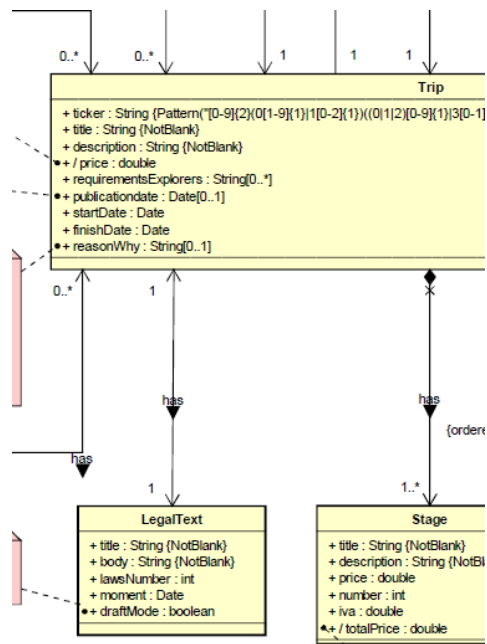 0..*
0..*
1
1
1
Trip
+ ticker : String {Pattern("[0-9]{2}(0[1-9]{1}|1[0-2]{1})((0|1|2)[0-9]{1}|3[0-1]
+ title : String {NotBlank}
+ description : String {NotBlank}
+ / price : double
+ requirementsExplorers : String[0..*]
+ publicationdate : Date[0..1]
+ startDate : Date
+ finishDate : Date
+ reasonWhy : String[0..1]
0..*
1
has
has
{ordere
has
1
1..*
LegalText
+ title : String {NotBlank}
+ body : String {NotBlank}
+ lawsNumber : int
+ moment : Date
+ draftMode : boolean
Stage
+ title : String {NotBlank}
+ description : String {NotBla
+ price : double
+ number : int
+ iva : double
+ / totalPrice : double